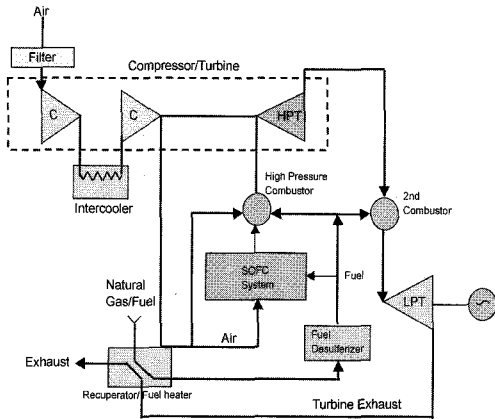 Air
Filter
Compressor/Turbine
C
C
HPT
Intercooler
High Pressure
Combustor
2nd
Combustor
SOFC
System
Fuel
Natural
Gas/Fuel
LPT
Air
Fuel
Desulferizer
Exhaust
Recuperator/Fuel heater
Turbine Exhaust